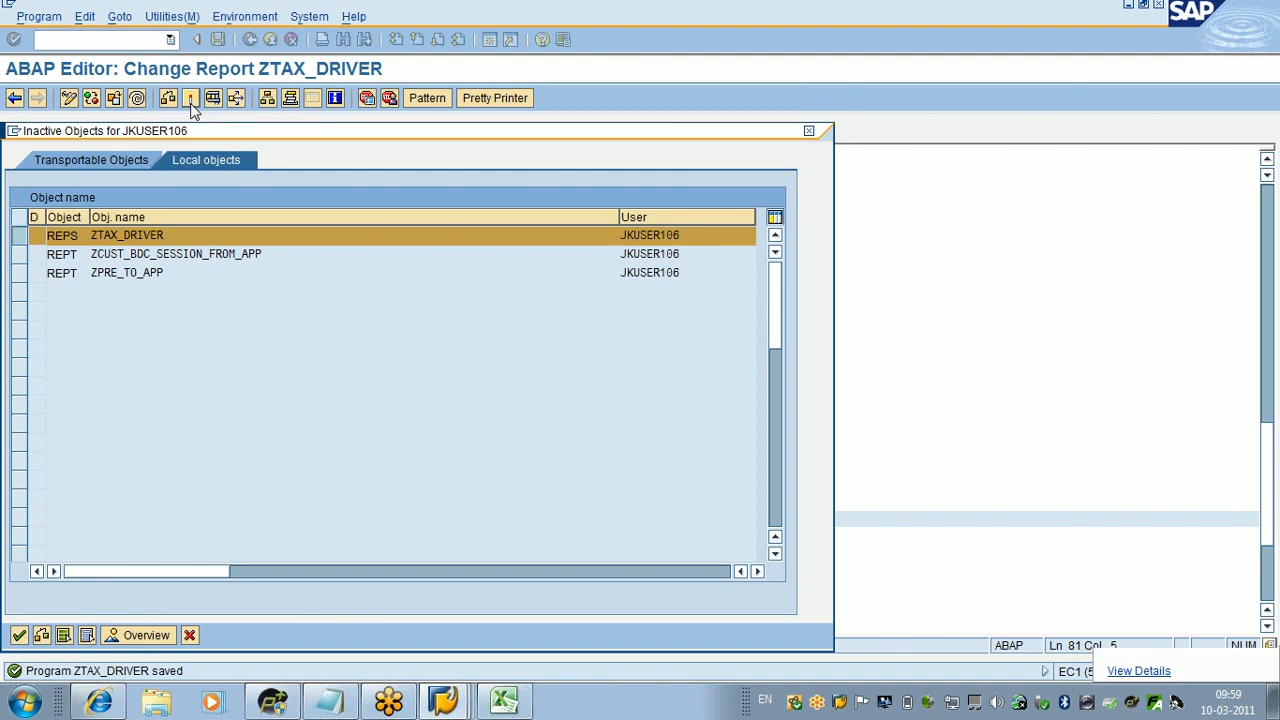 Program Edit Goto Utilities(M) Environment System Help
SAP
ABAP Editor: Change Report ZTAX_DRIVER
Pattern Pretty Printer
Inactive Objects for JKUSER106
Transportable Objects Local objects
Object name
D Object Obj. name User
REPS ZTAX_DRIVER JKUSER106
REPT ZCUST_BDC_SESSION_FROM_APP JKUSER106
REPT ZPRE_TO_APP JKUSER106
Overview
ABAP Ln 81 Col 5 NUM
Program ZTAX_DRIVER saved
EC1 (5
View Details
EN
09:59
10-03-2011